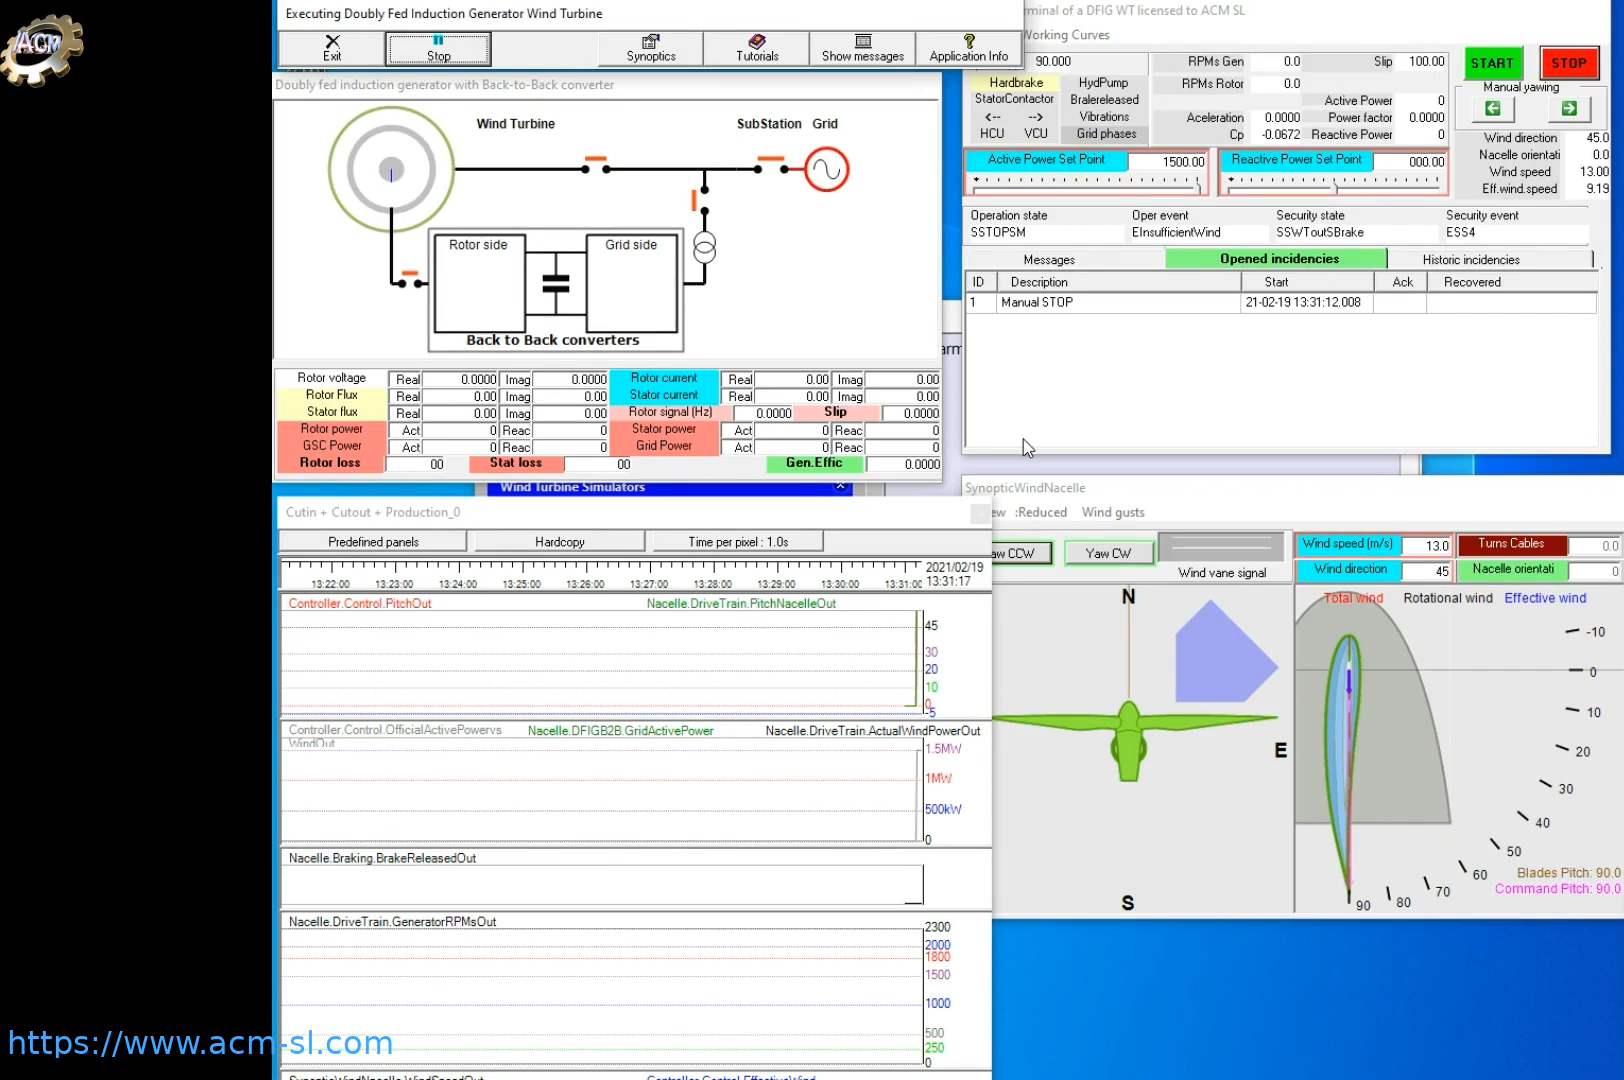 ACM
Executing Doubly Fed Induction Generator Wind Turbine
Exit
Stop
Synoptics
Tutorials
Show messages
Application Info
Doubly fed induction generator with Back-to-Back converter
Wind Turbine
SubStation
Grid
Rotor side
Grid side
Back to Back converters
Rotor voltage Real 0.0000 Imag 0.0000 Rotor current Real 0.00 Imag 0.00
Rotor Flux Real 0.00 Imag 0.00 Stator current Real 0.00 Imag 0.00
Stator flux Real 0.00 Imag 0.00 Rotor signal (Hz) 0.0000 Slip 0.0000
Rotor power Act 0 Reac 0 Stator power Act 0 Reac 0
GSC Power Act 0 Reac 0 Grid Power Act 0 Reac 0
Rotor loss 00 Stat loss 00 Gen.Effic 0.0000
Wind Turbine Simulators
rminal of a DFIG WT licensed to ACM SL
Working Curves
90.000 RPMs Gen 0.0 Slip 100.00
Hardbrake HydPump RPMs Rotor 0.0
StatorContactor Bralereleased Active Power 0
<-- --> Vibrations Aceleration 0.0000 Power factor 0.0000
HCU VCU Grid phases Cp -0.0672 Reactive Power 0
START
STOP
Manual yawing
Wind direction 45.0
Nacelle orientati 0.0
Wind speed 13.00
Eff.wind.speed 9.19
Active Power Set Point 1500.00
Reactive Power Set Point 000.00
Operation state Oper event Security state Security event
SSTOPSM EInsufficientWind SSWToutSBrake ESS4
Messages Opened incidencies Historic incidencies
ID Description Start Ack Recovered
1 Manual STOP 21-02-19 13:31:12.008
arm
Cutin + Cutout + Production_0
Predefined panels
Hardcopy
Time per pixel : 1.0s
2021/02/19
13:22:00 13:23:00 13:24:00 13:25:00 13:26:00 13:27:00 13:28:00 13:29:00 13:30:00 13:31:00 13:31:17
Controller.Control.PitchOut Nacelle.DriveTrain.PitchNacelleOut
45
30
20
10
0
-5
Controller.Control.OfficialActivePowervs Nacelle.DFIGB2B.GridActivePower Nacelle.DriveTrain.ActualWindPowerOut
WindOut
1.5MW
1MW
500kW
0
Nacelle.Braking.BrakeReleasedOut
Nacelle.DriveTrain.GeneratorRPMsOut
2300
2000
1800
1500
1000
500
250
0
SynopticWindNacelle.WindSpeedOut Controller.Control.EffectiveWind
SynopticWindNacelle
ew :Reduced Wind gusts
aw CCW
Yaw CW
Wind vane signal
Wind speed (m/s) 13.0 Turns Cables 0.0
Wind direction 45 Nacelle orientati 0
N
E
S
Total wind Rotational wind Effective wind
-10
0
10
20
30
40
50
60
70
80
90
Blades Pitch: 90.0
Command Pitch: 90.0
https://www.acm-sl.com